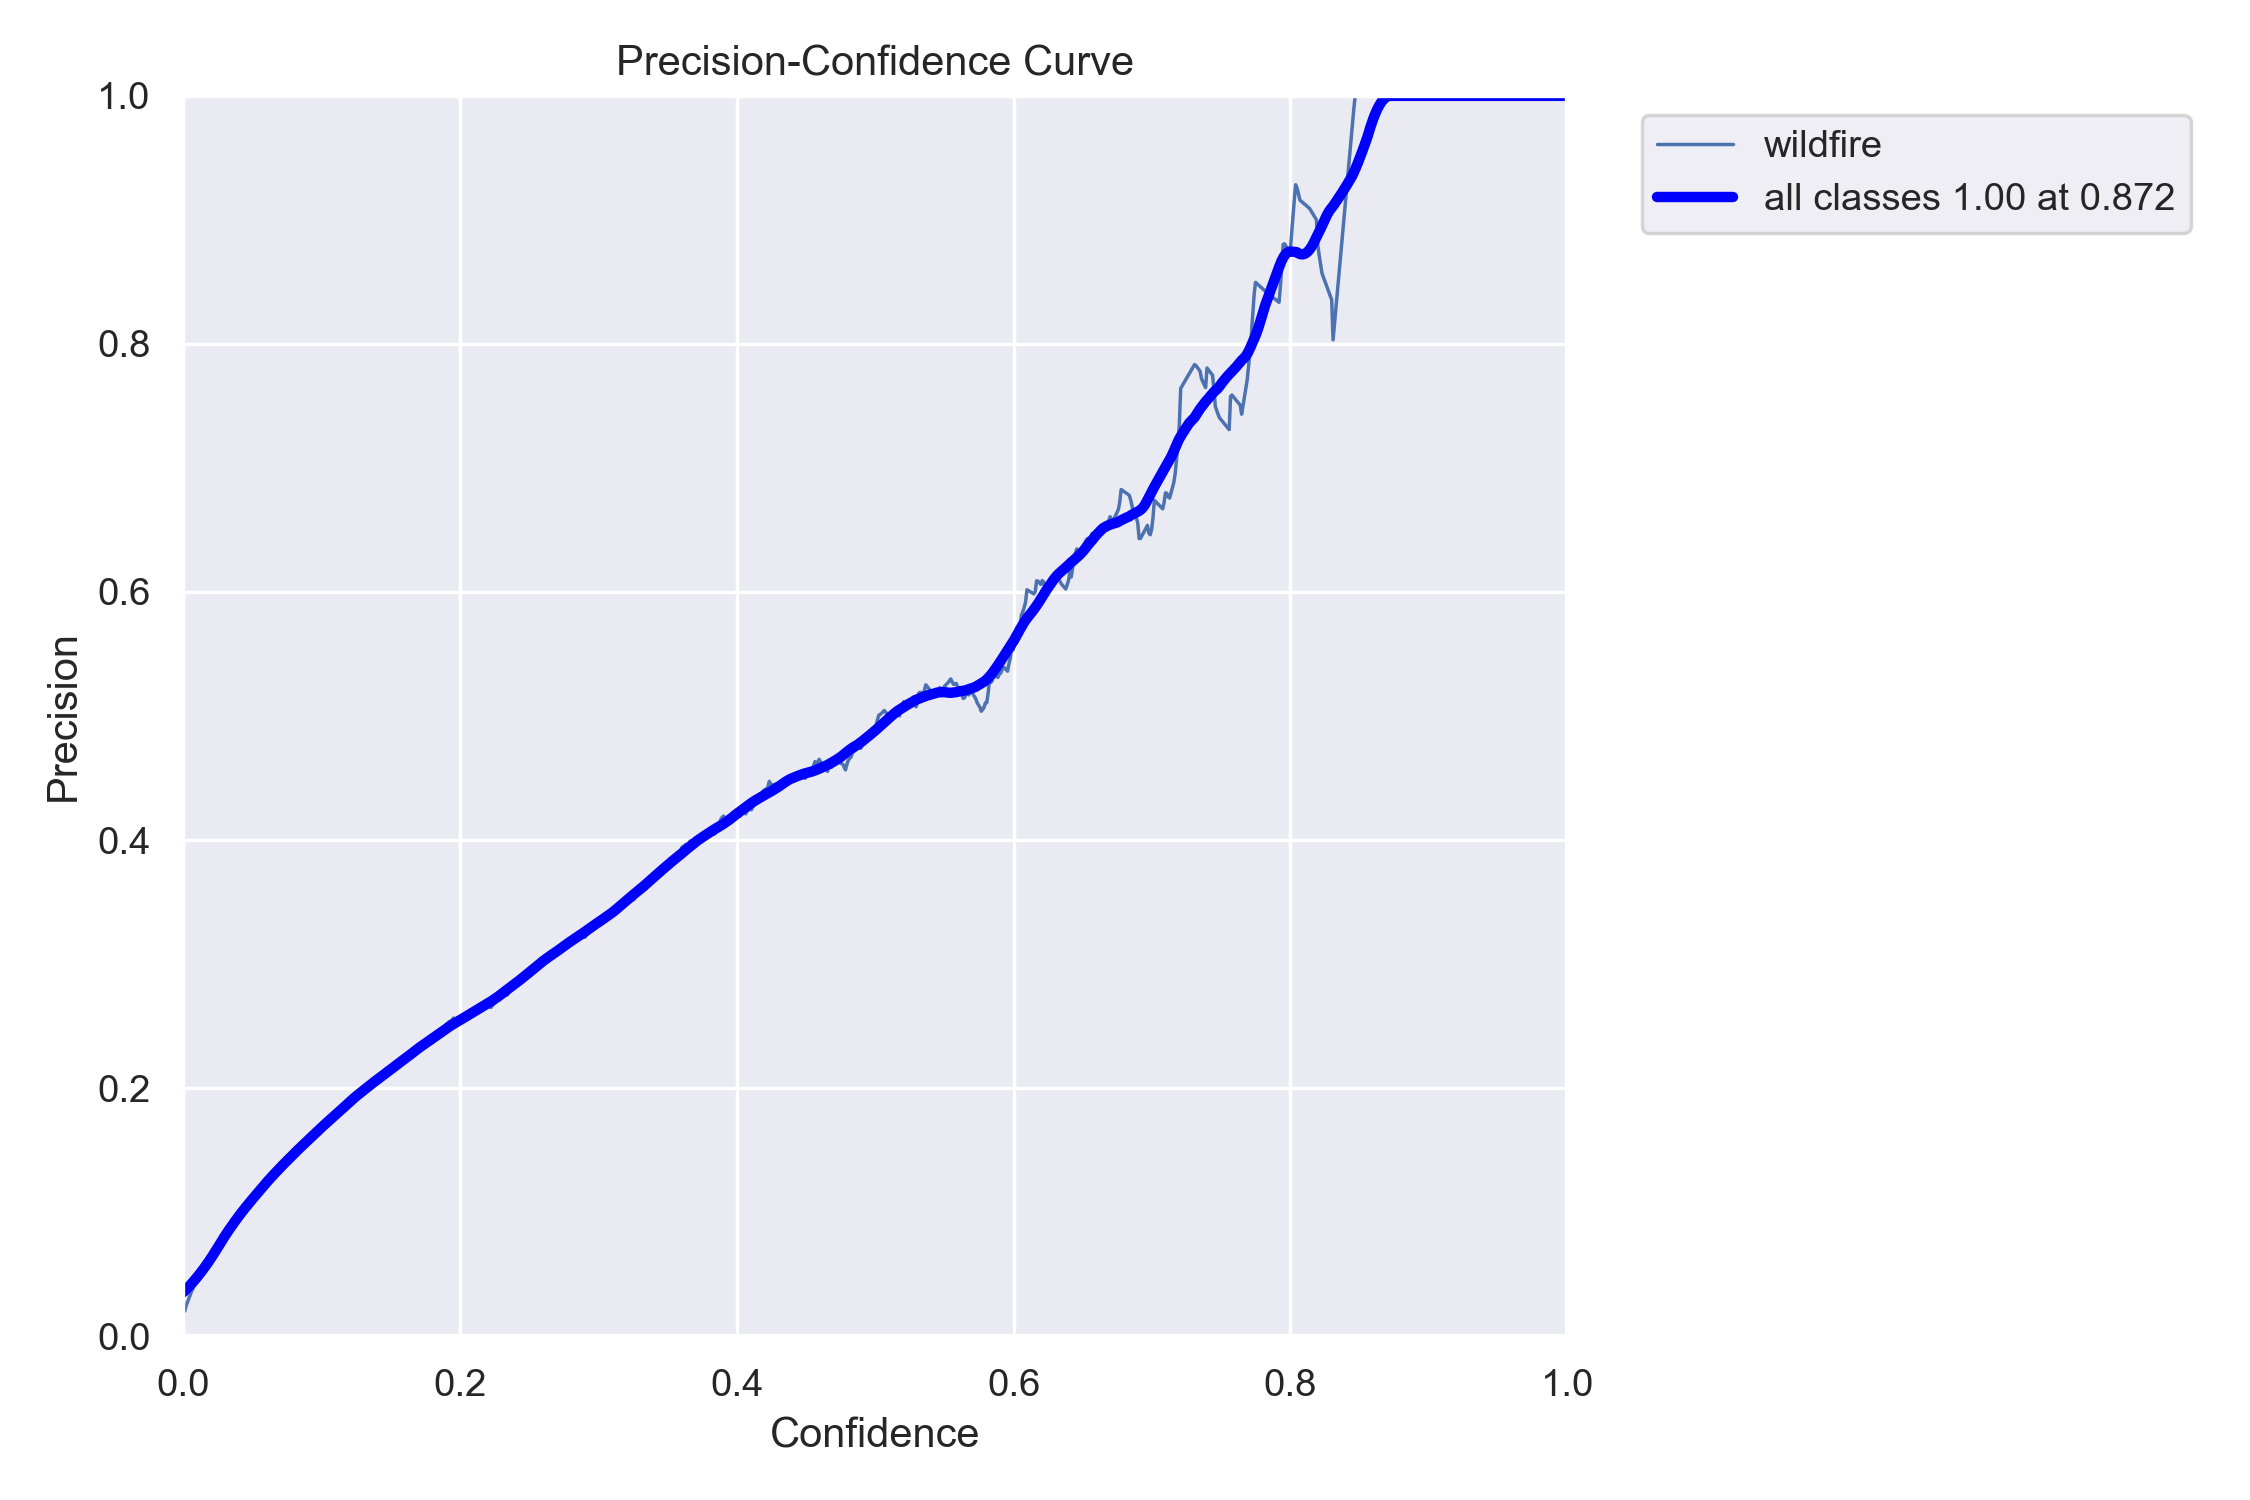 Precision-Confidence Curve
1.0
0.8
0.6
0.4
0.2
0.0
Precision
0.0 0.2 0.4 0.6 0.8 1.0
Confidence
wildfire
all classes 1.00 at 0.872